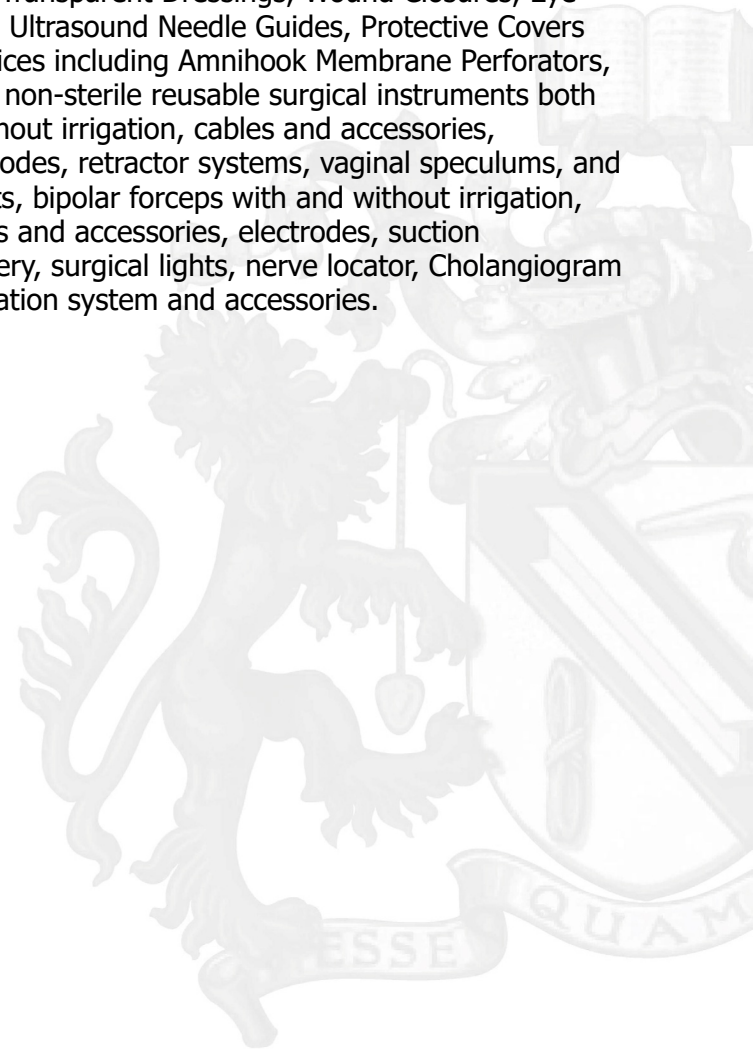 Transparent Dressings, Wound Closures, Eye
Ultrasound Needle Guides, Protective Covers
ices including Amnihook Membrane Perforators,
non-sterile reusable surgical instruments both
hout irrigation, cables and accessories,
odes, retractor systems, vaginal speculums, and
ts, bipolar forceps with and without irrigation,
s and accessories, electrodes, suction
ery, surgical lights, nerve locator, Cholangiogram
ation system and accessories.
ESSE
QUAM